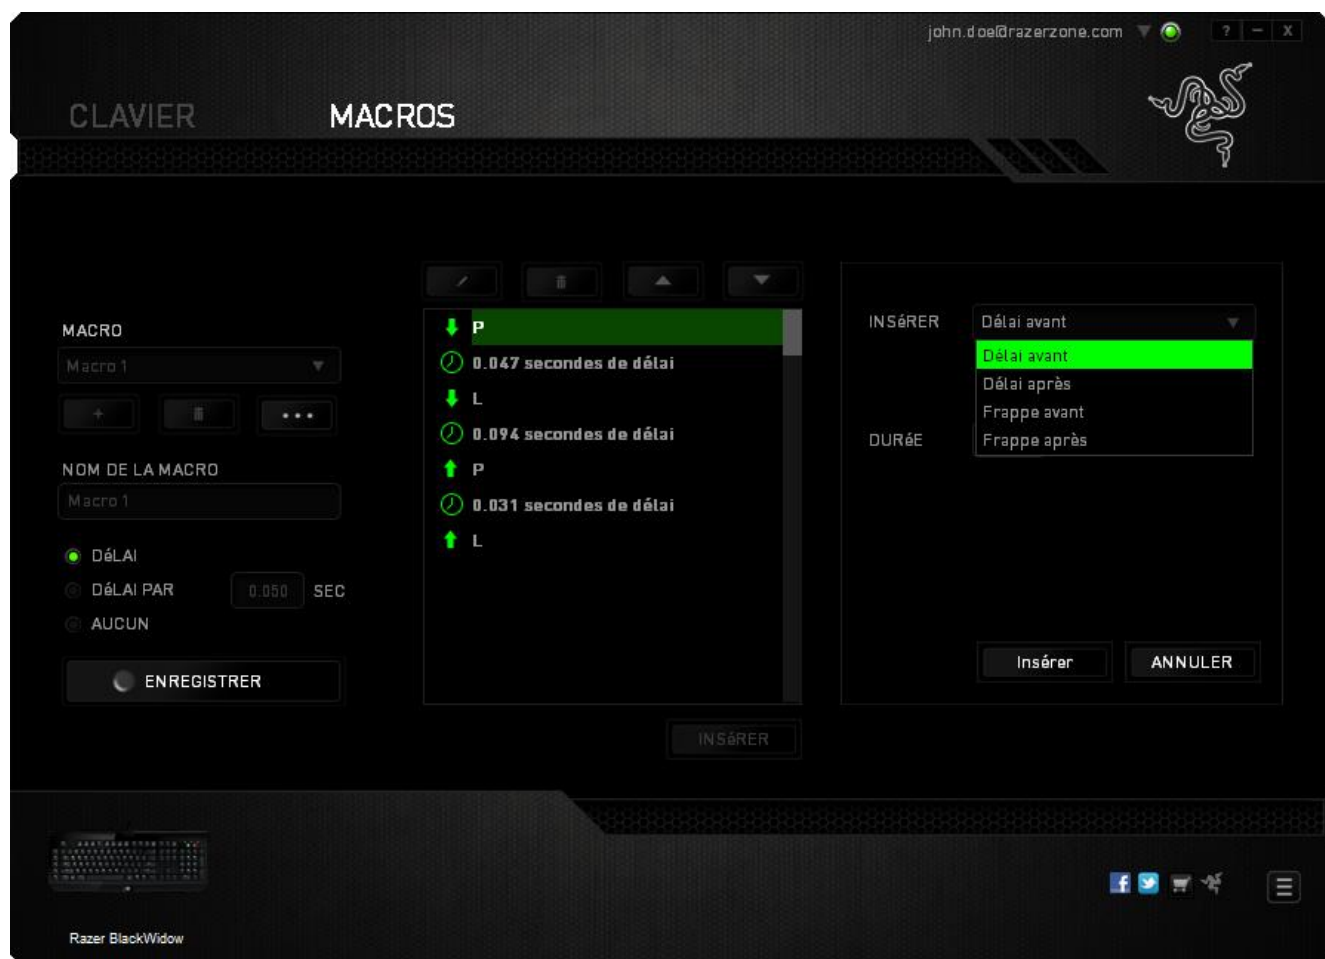 john.doe@razerzone.com
? – X
CLAVIER
MACROS
MACRO
Macro 1
NOM DE LA MACRO
Macro 1
DéLAI
DéLAI PAR 0.050 SEC
AUCUN
ENREGISTRER
P
0.047 secondes de délai
L
0.094 secondes de délai
P
0.031 secondes de délai
L
INSéRER
INSéRER
Délai avant
Délai avant
Délai après
Frappe avant
Frappe après
DURéE
Insérer
ANNULER
Razer BlackWidow